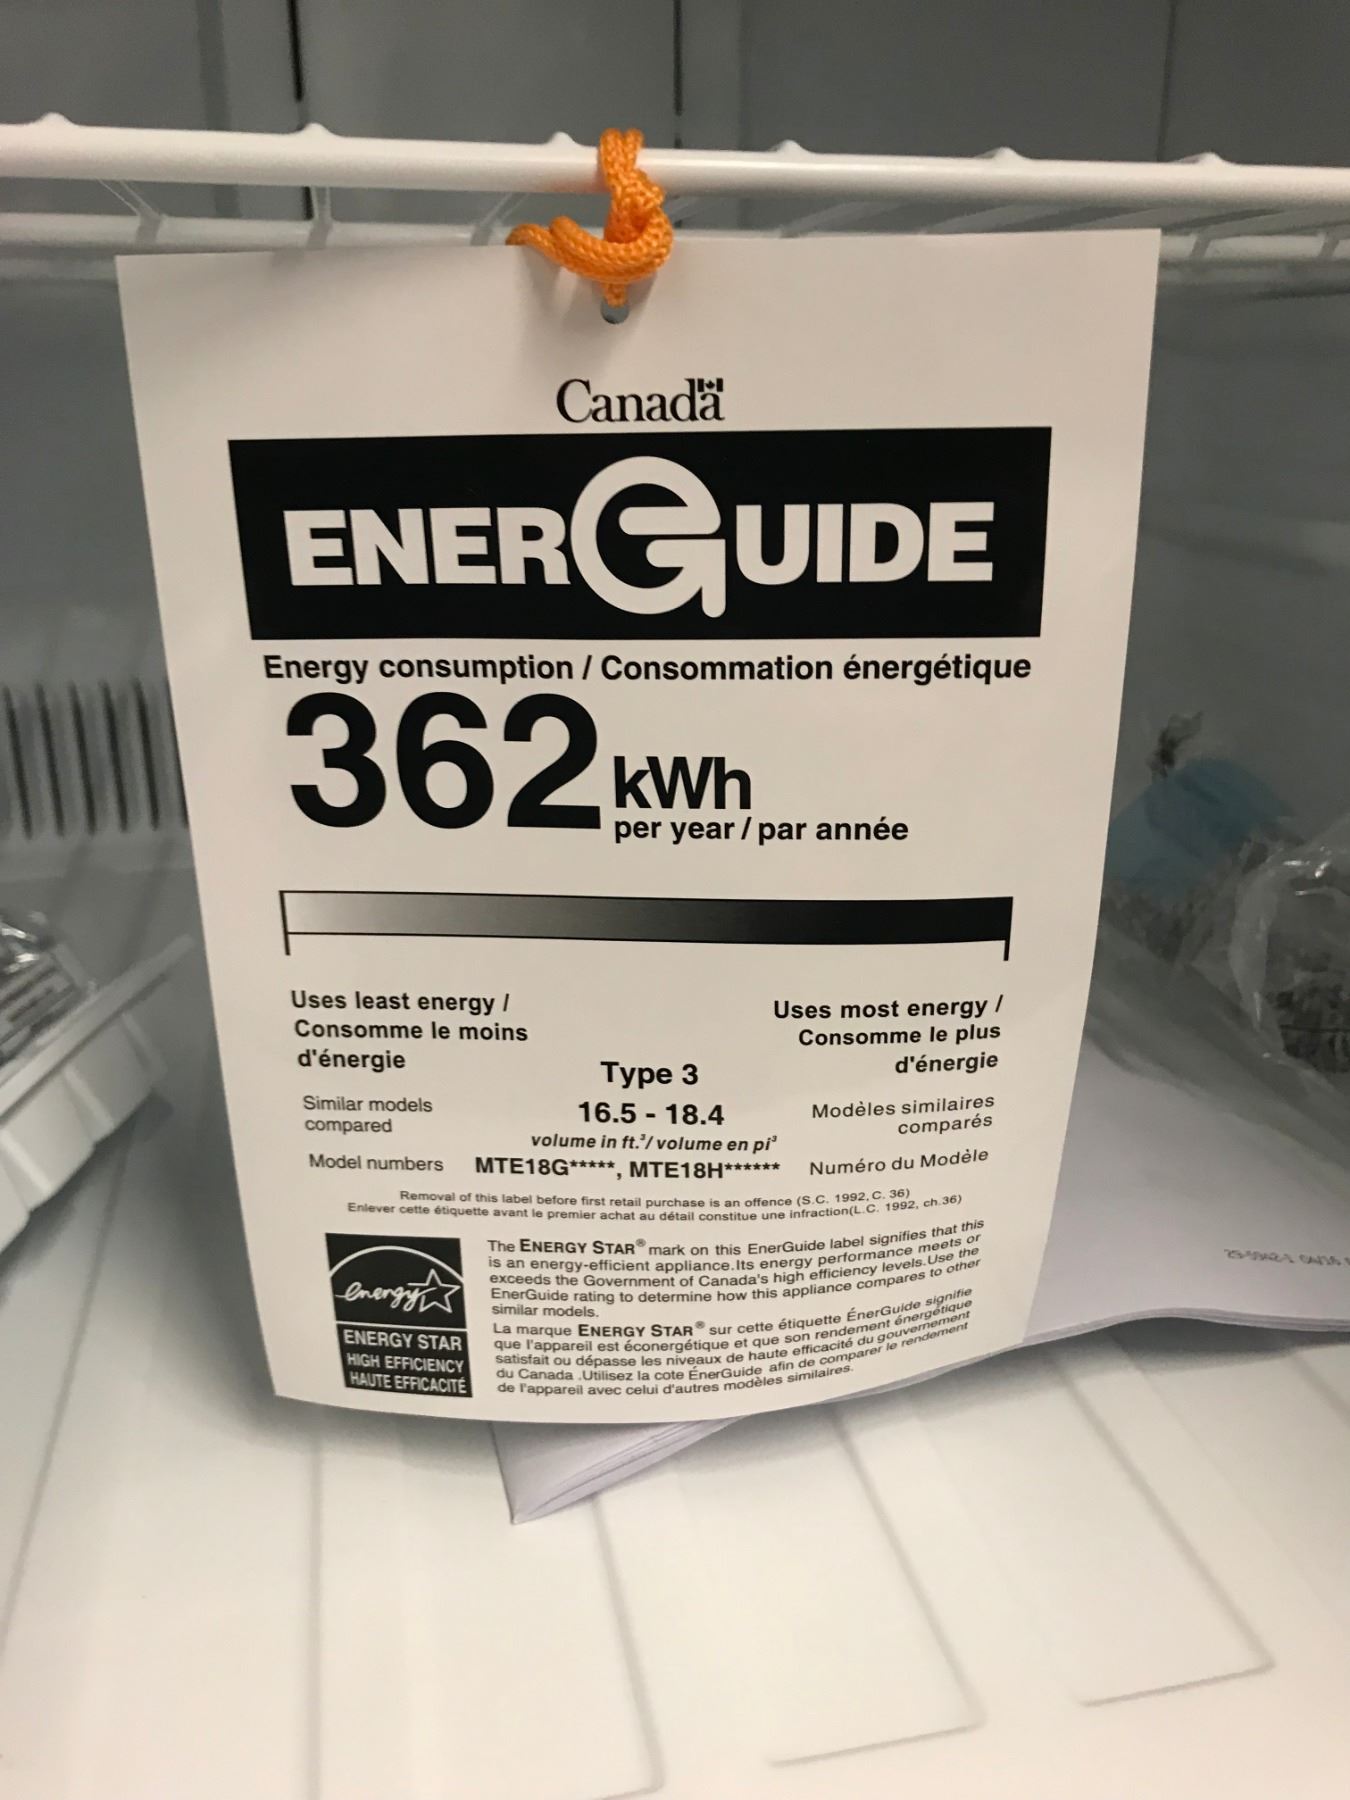 Canada
ENERGUIDE
Energy consumption / Consommation énergétique
362 kWh
per year / par année
Uses least energy /
Consomme le moins
d'énergie
Uses most energy /
Consomme le plus
d'énergie
Type 3
Similar models
compared
16.5 - 18.4
volume in ft.³/ volume en pi³
Modèles similaires
comparés
Model numbers MTE18G*****, MTE18H****** Numéro du Modèle
Removal of this label before first retail purchase is an offence (S.C. 1992, C. 36)
Enlever cette étiquette avant le premier achat au détail constitue une infraction(L.C. 1992, ch.36)
energy
ENERGY STAR
HIGH EFFICIENCY
HAUTE EFFICACITÉ
The ENERGY STAR® mark on this EnerGuide label signifies that this
is an energy-efficient appliance.Its energy performance meets or
exceeds the Government of Canada's high efficiency levels.Use the
EnerGuide rating to determine how this appliance compares to other
similar models.
La marque ENERGY STAR® sur cette étiquette ÉnerGuide signifie
que l'appareil est éconergétique et que son rendement énergétique
satisfait ou dépasse les niveaux de haute efficacité du gouvernement
du Canada .Utilisez la cote ÉnerGuide afin de comparer le rendement
de l'appareil avec celui d'autres modèles similaires.